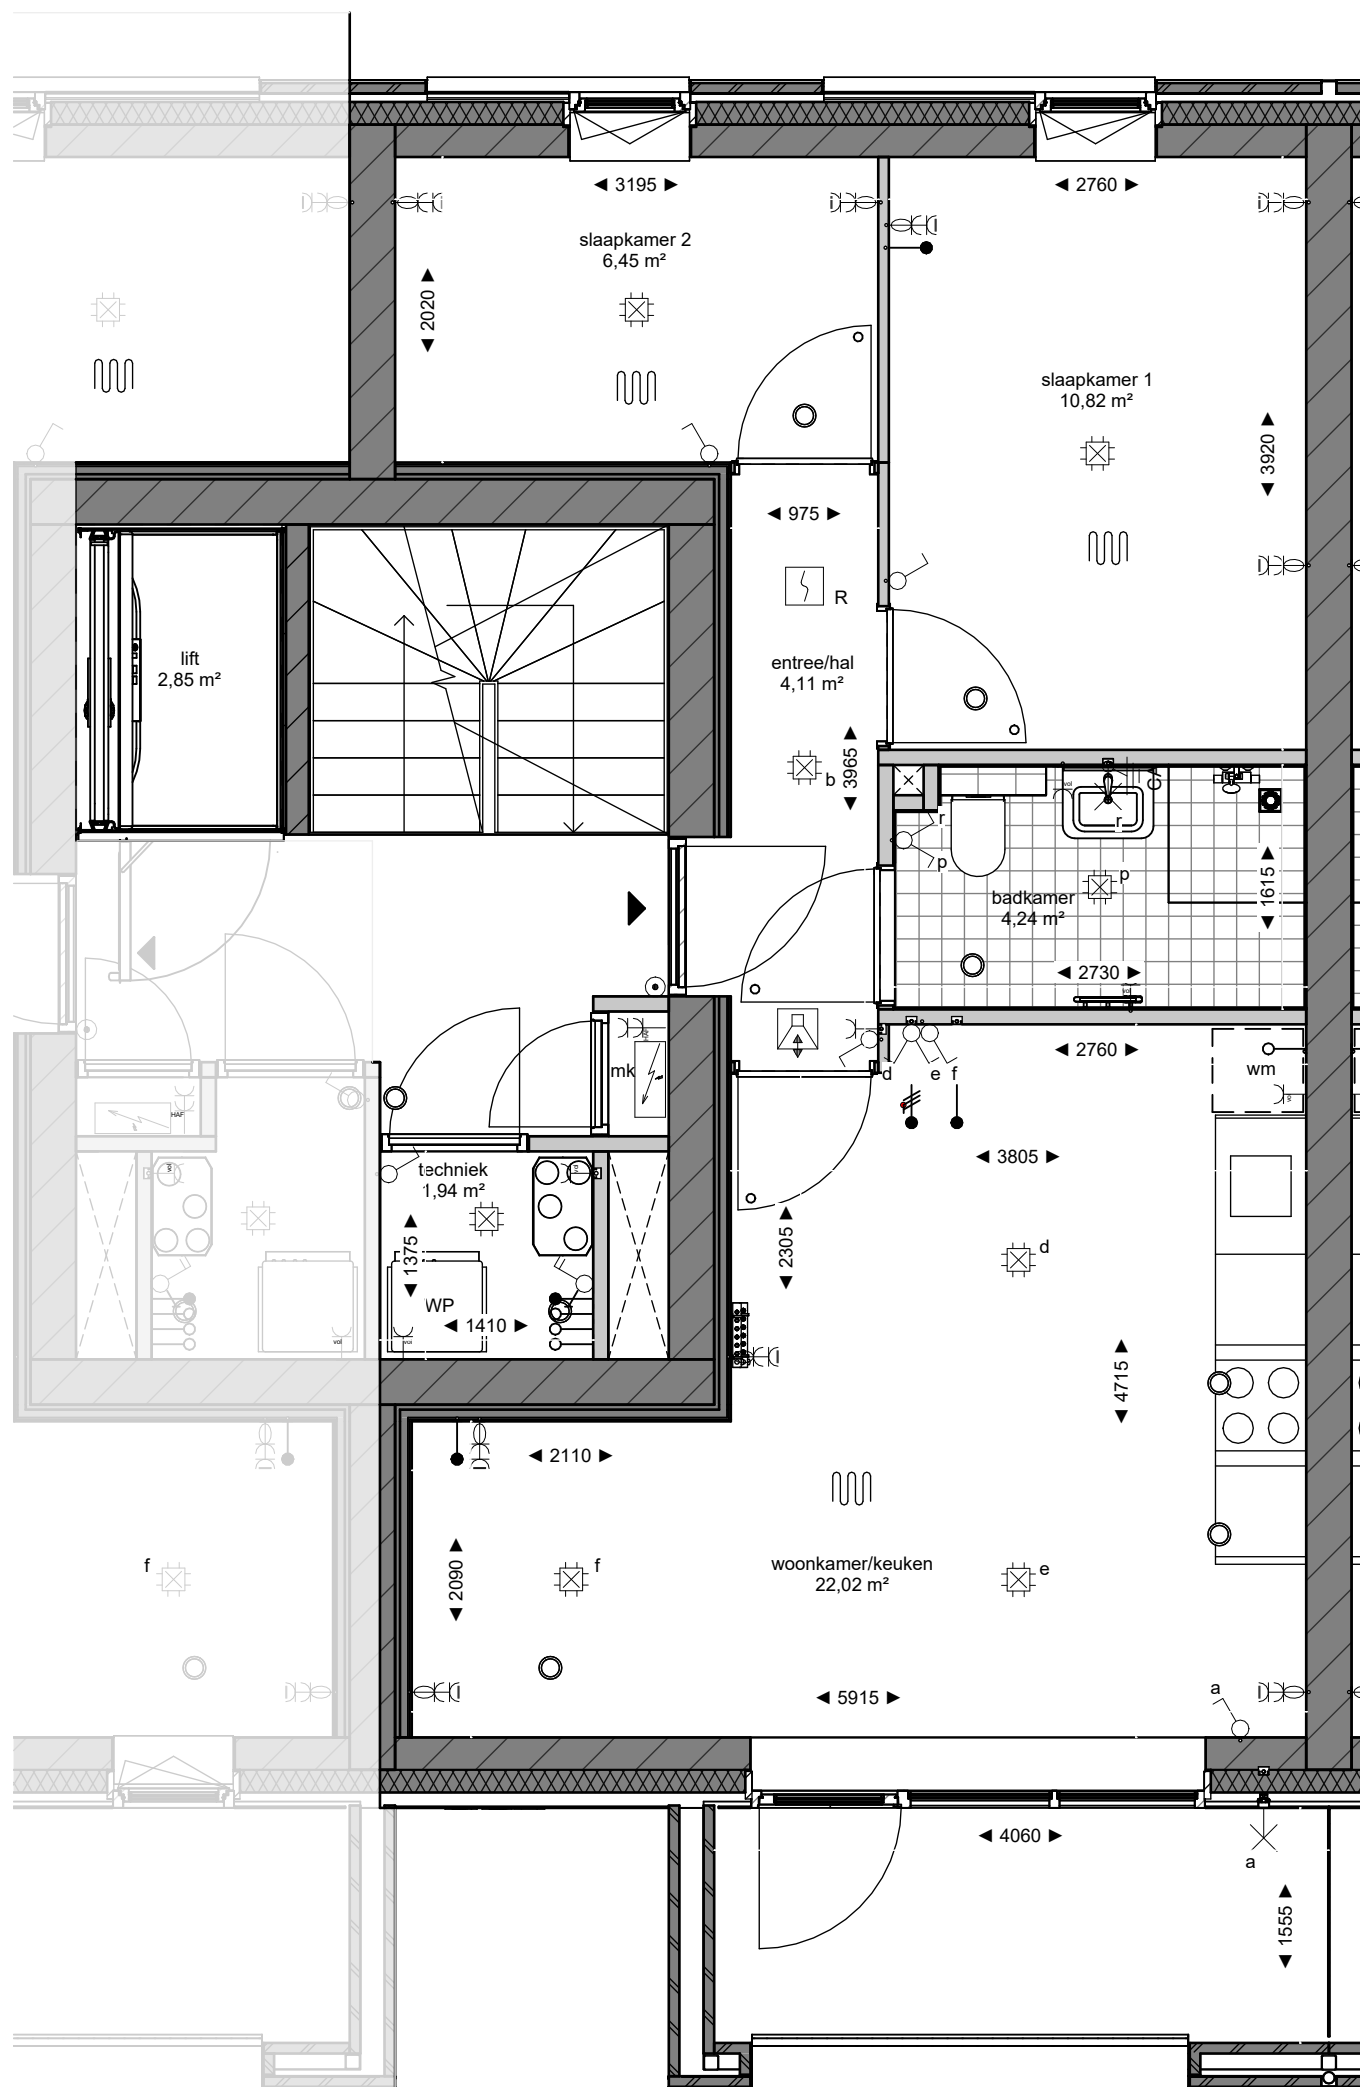 ◄ 3195 ►
◄ 2760 ►
slaapkamer 2
6,45 m²
◄ 2020 ►
slaapkamer 1
10,82 m²
◄ 3920 ►
◄ 975 ►
R
entree/hal
4,11 m²
lift
2,85 m²
◄ 3965 ►
b
r
r
p
p
badkamer
4,24 m²
◄ 1615 ►
◄ 2730 ►
◄ 2760 ►
d
e
f
wm
mk
HAF
◄ 3805 ►
techniek
1,94 m²
◄ 1375 ►
WP
◄ 1410 ►
◄ 2305 ►
d
◄ 4715 ►
◄ 2110 ►
◄ 2090 ►
f
f
woonkamer/keuken
22,02 m²
e
◄ 5915 ►
a
◄ 4060 ►
a
◄ 1555 ►